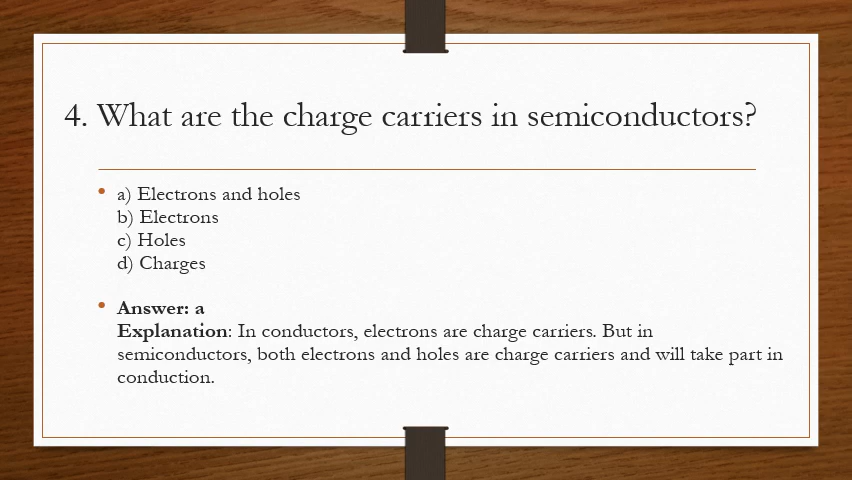 4. What are the charge carriers in semiconductors?
• a) Electrons and holes
b) Electrons
c) Holes
d) Charges
• Answer: a
Explanation: In conductors, electrons are charge carriers. But in
semiconductors, both electrons and holes are charge carriers and will take part in
conduction.